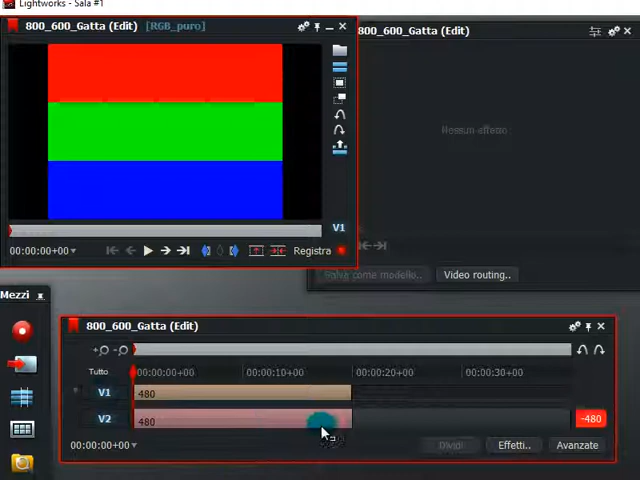 Lightworks - Sala #1
800_600_Gatta (Edit) [RGB_puro]
800_600_Gatta (Edit)
Nessun effetto
V1
00:00:00+00
Registra
Salva come modello..
Video routing..
Mezzi
800_600_Gatta (Edit)
Tutto
00:00:00+00
00:00:10+00
00:00:20+00
00:00:30+00
V1
480
V2
480
-480
00:00:00+00
Dividi
Effetti..
Avanzate